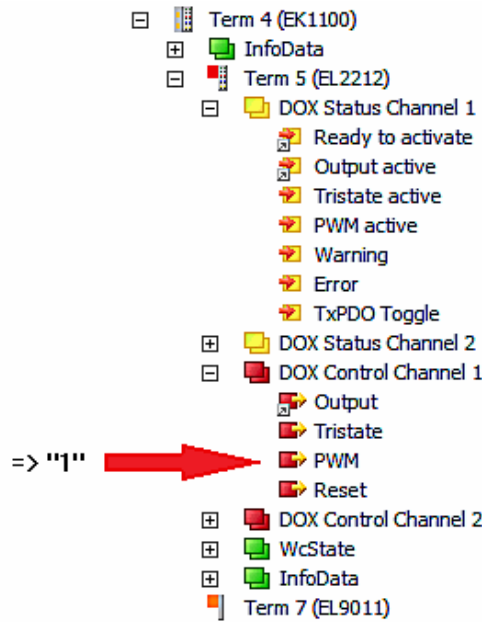 Term 4 (EK1100)
InfoData
Term 5 (EL2212)
DOX Status Channel 1
Ready to activate
Output active
Tristate active
PWM active
Warning
Error
TxPDO Toggle
DOX Status Channel 2
DOX Control Channel 1
Output
Tristate
=> "1" PWM
Reset
DOX Control Channel 2
WcState
InfoData
Term 7 (EL9011)